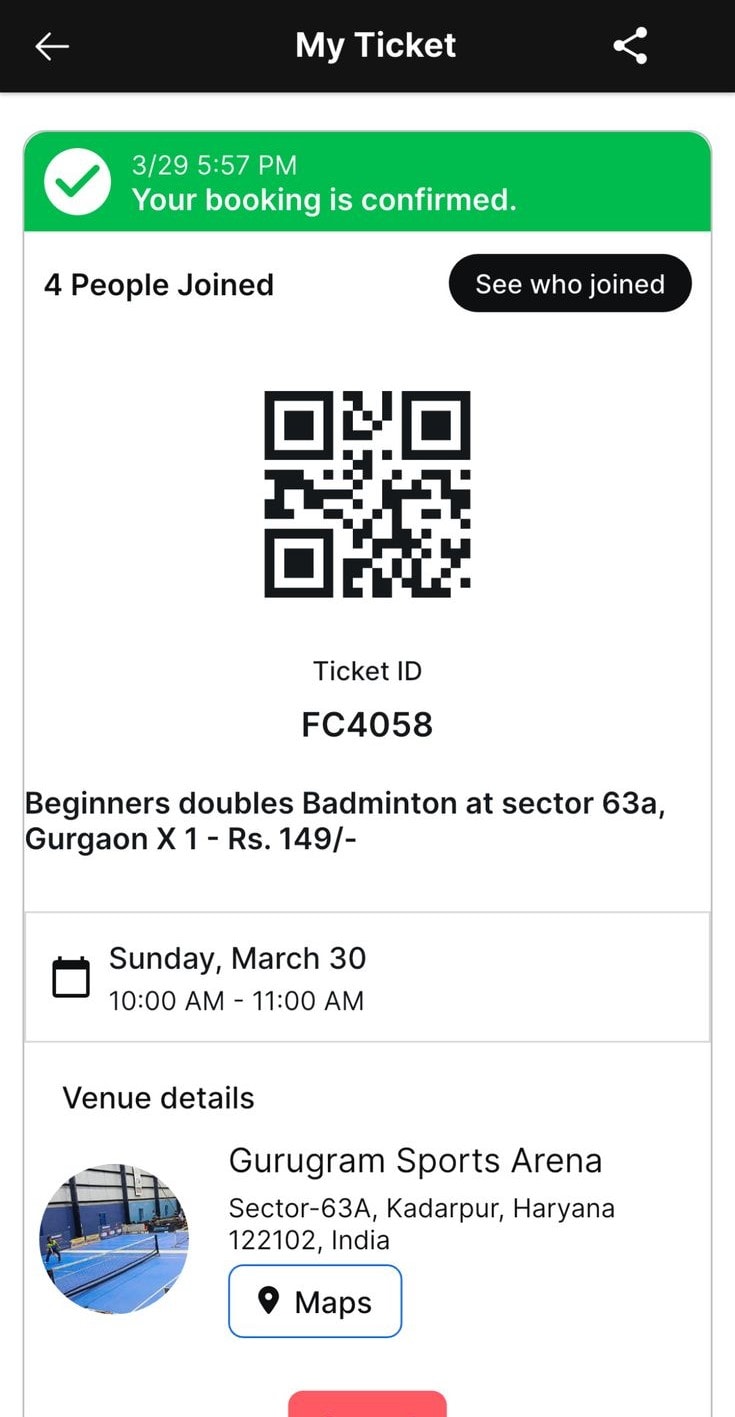 My Ticket
3/29 5:57 PM
Your booking is confirmed.
4 People Joined
See who joined
Ticket ID
FC4058
Beginners doubles Badminton at sector 63a,
Gurgaon X 1 - Rs. 149/-
Sunday, March 30
10:00 AM - 11:00 AM
Venue details
Gurugram Sports Arena
Sector-63A, Kadarpur, Haryana
122102, India
Maps